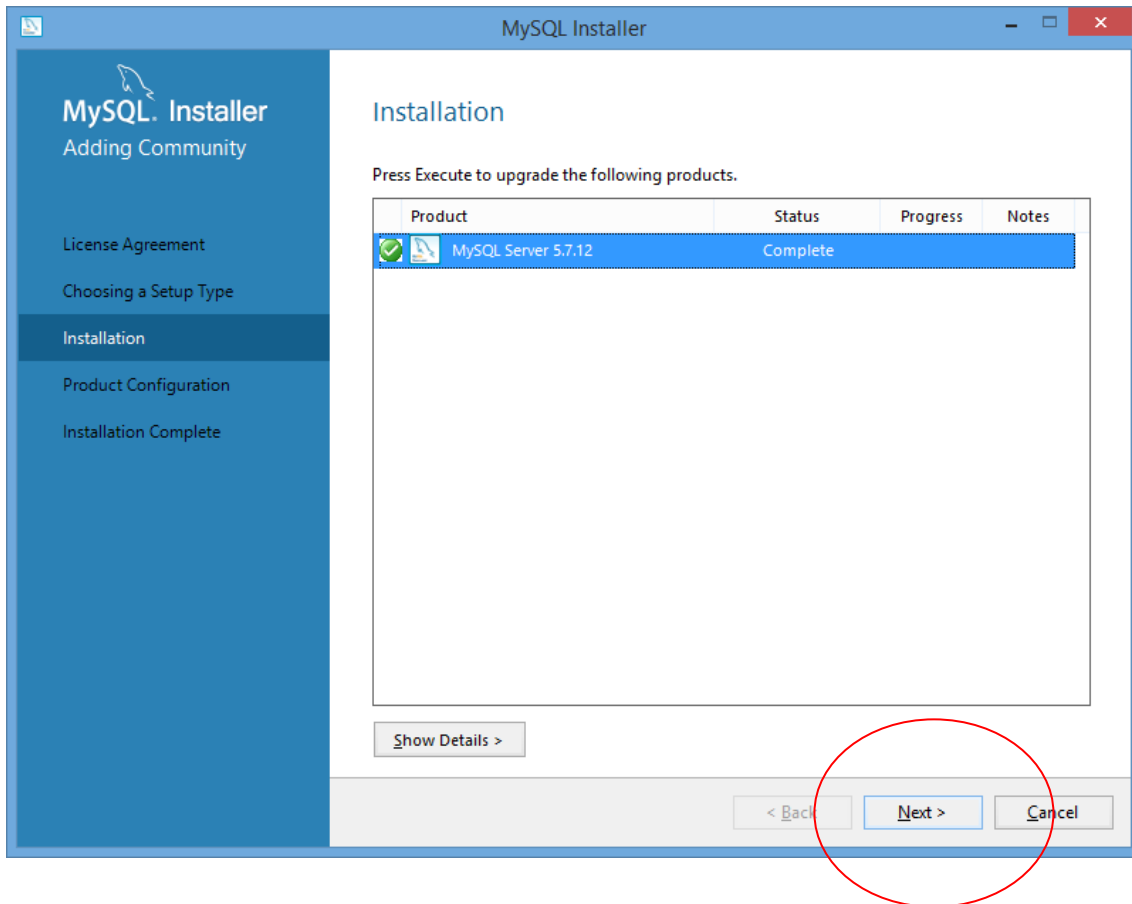 MySQL Installer
MySQL. Installer
Adding Community
License Agreement
Choosing a Setup Type
Installation
Product Configuration
Installation Complete
Installation
Press Execute to upgrade the following products.
Product Status Progress Notes
MySQL Server 5.7.12 Complete
Show Details >
< Back Next > Cancel